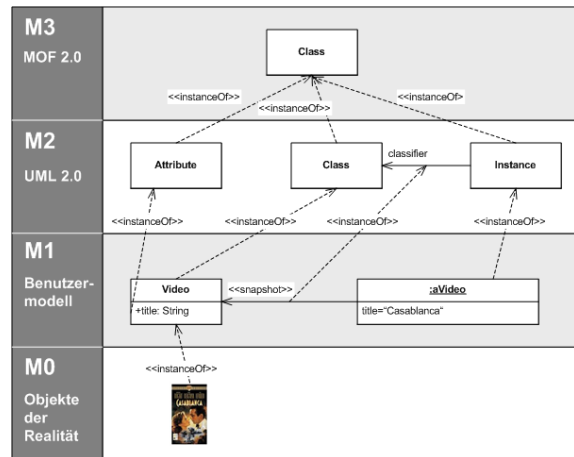 M3
MOF 2.0
Class
<<instanceOf>>
<<instanceOf>>
<<instanceOf>
M2
UML 2.0
Attribute
Class
classifier
Instance
<<instanceOf>>
<<instanceOf>>
<<instanceOf>>
<<instanceOf>>
M1
Benutzer-
modell
Video
+title: String
<<snapshot>>
:aVideo
title="Casablanca"
M0
Objekte
der
Realität
<<instanceOf>>
CASABLANCA